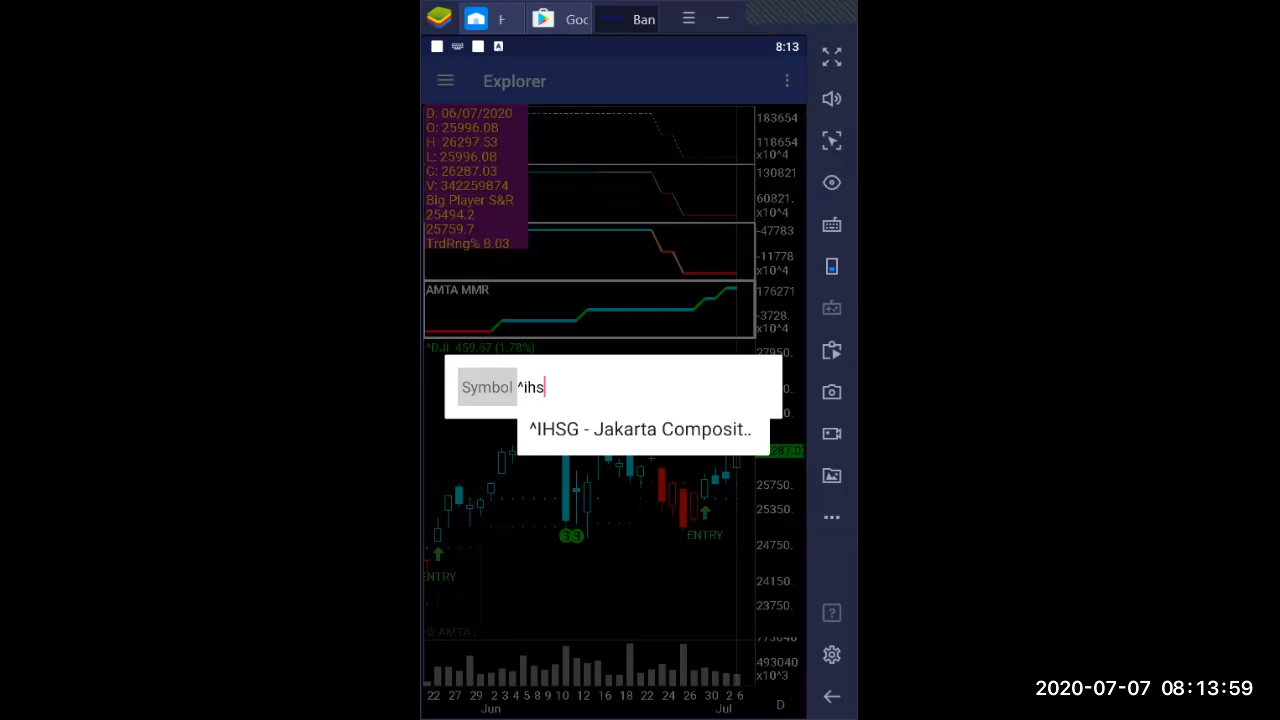 H
Goc
Ban
8:13
Explorer
D: 06/07/2020
O: 25996.08
H: 26297.53
L: 25996.08
C: 26287.03
V: 342259874
Big Player S&R
25494.2
25759.7
TrdRng% 8.03
183654
118654
x10^4
130821
60821.
x10^4
-47783
-11778
x10^4
AMTA MMR
176271
-3728.
x10^4
^DJI 459.67 (1.78%)
27950.
Symbol ^ihs
^IHSG - Jakarta Composit..
25750.
25350.
24750.
24150.
23750.
ENTRY
33
ENTRY
© AMTA
493040
x10^3
22 27 29 2 3 4 5 8 9 10 12 16 18 22 24 26 30 2 6
Jun Jul
D
2020-07-07 08:13:59